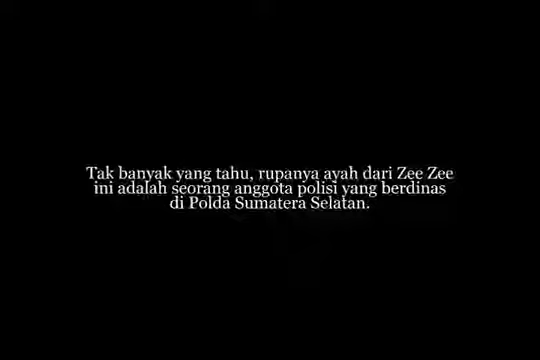 Tak banyak yang tahu, rupanya ayah dari Zee Zee
ini adalah seorang anggota polisi yang berdinas
di Polda Sumatera Selatan.